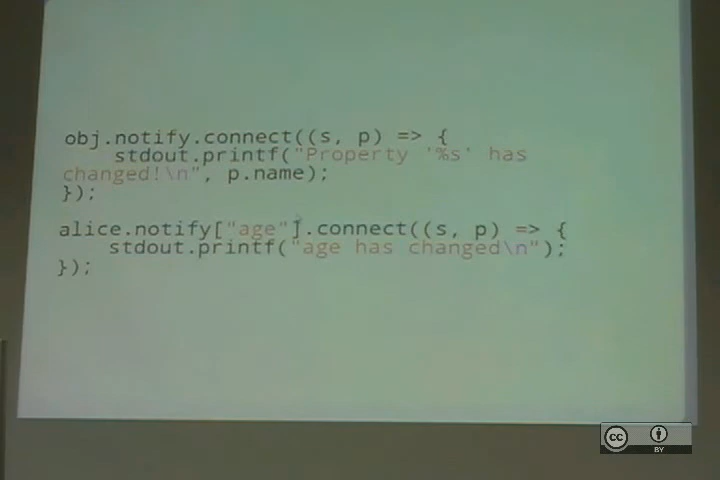 obj.notify.connect((s, p) => {
stdout.printf("Property '%s' has
changed!\n", p.name);
});
alice.notify["age"].connect((s, p) => {
stdout.printf("age has changed\n");
});
cc
BY